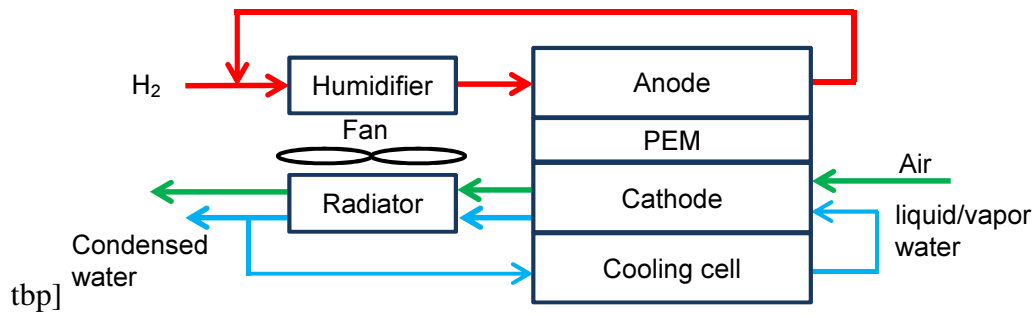 H2
Humidifier
Anode
Fan
PEM
Air
Radiator
Cathode
liquid/vapor
water
Condensed
water
Cooling cell
tbp]